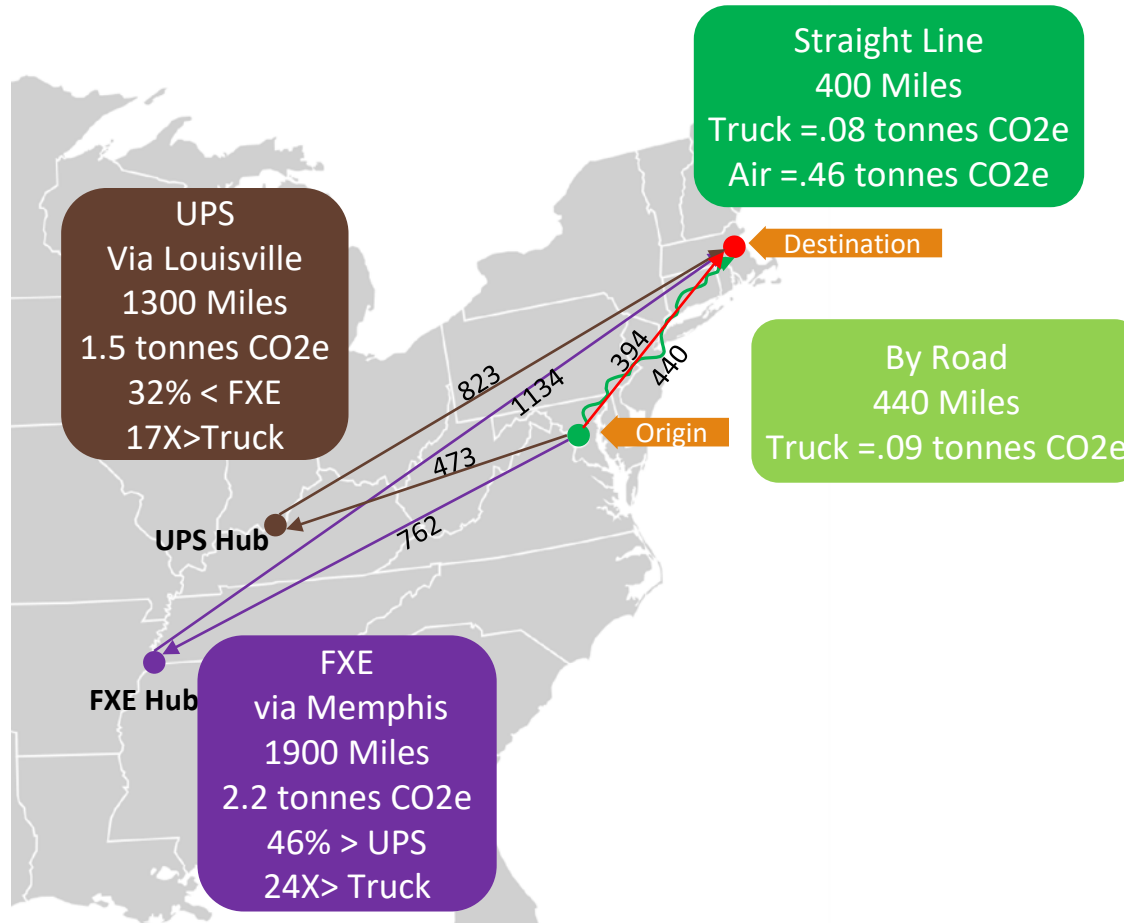 Straight Line
400 Miles
Truck =.08 tonnes CO2e
Air =.46 tonnes CO2e
UPS
Via Louisville
1300 Miles
1.5 tonnes CO2e
32% < FXE
17X>Truck
Destination
By Road
440 Miles
Truck =.09 tonnes CO2e
394
440
823
1134
Origin
473
762
UPS Hub
FXE Hub
FXE
via Memphis
1900 Miles
2.2 tonnes CO2e
46% > UPS
24X> Truck